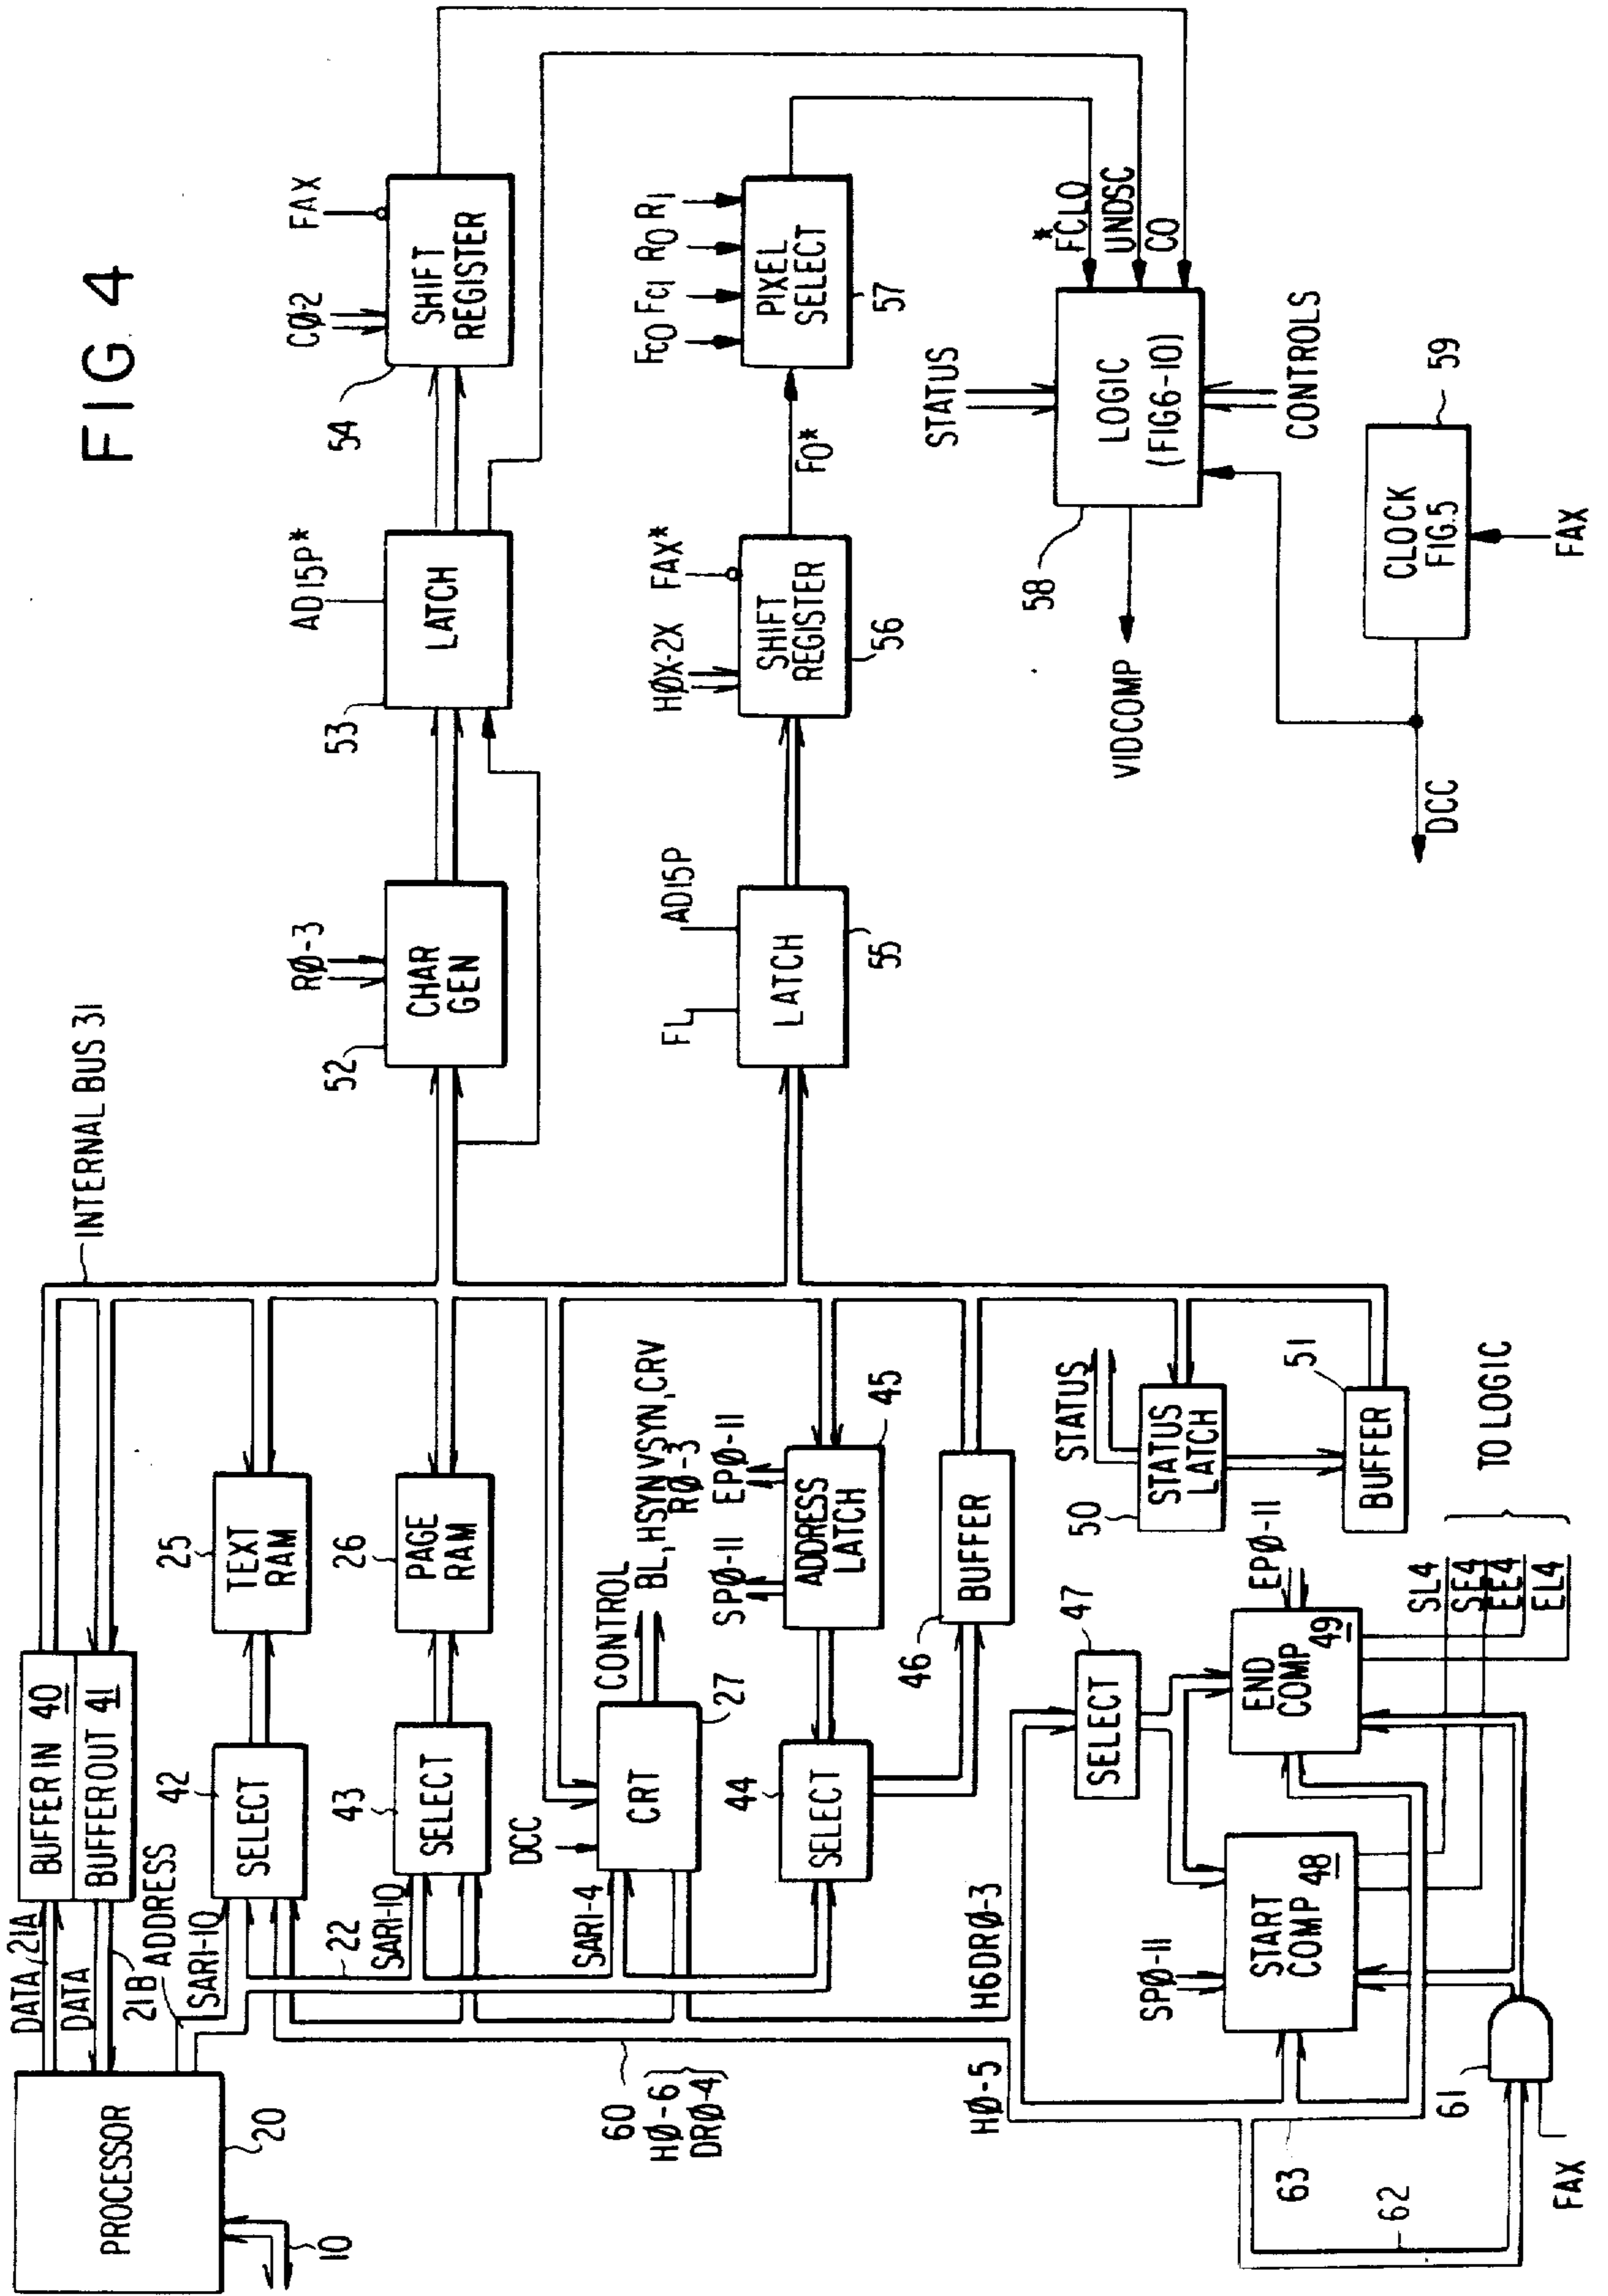 FIG 4
PROCESSOR
20
10
DATA
21A
DATA
21B
ADDRESS
BUFFER IN 40
BUFFER OUT 41
INTERNAL BUS 31
SAR1-10
42
SELECT
25
TEXT
RAM
22
SAR1-10
43
SELECT
26
PAGE
RAM
60
HØ-6
DRØ-4
SAR1-4
DCC
CRT
27
CONTROL
BL,HSYN VSYN,CRV
RØ-3
44
SELECT
SPØ-11
EPØ-11
ADDRESS
LATCH
45
46
BUFFER
HØ-5
H6DRØ-3
47
SELECT
SPØ-11
START
COMP 48
END
COMP 49
EPØ-11
63
62
61
FAX
50
STATUS
LATCH
STATUS
51
BUFFER
SL4
SE4
EE4
EL4
TO LOGIC
RØ-3
52
CHAR
GEN
AD15P*
53
LATCH
CØ-2
FAX
54
SHIFT
REGISTER
FL
AD15P
LATCH
55
HØX-2X
FAX*
SHIFT
REGISTER
56
FO*
FCO
FC1
RO
R1
PIXEL
SELECT
57
*
FCLO
UNDSC
CO
STATUS
58
LOGIC
(FIG6-10)
CONTROLS
VIDCOMP
DCC
CLOCK
FIG.5
59
FAX